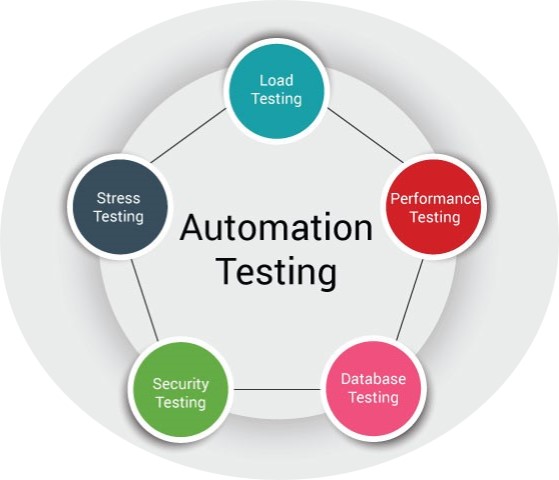 Load
Testing
Stress
Testing
Performance
Testing
Automation
Testing
Security
Testing
Database
Testing